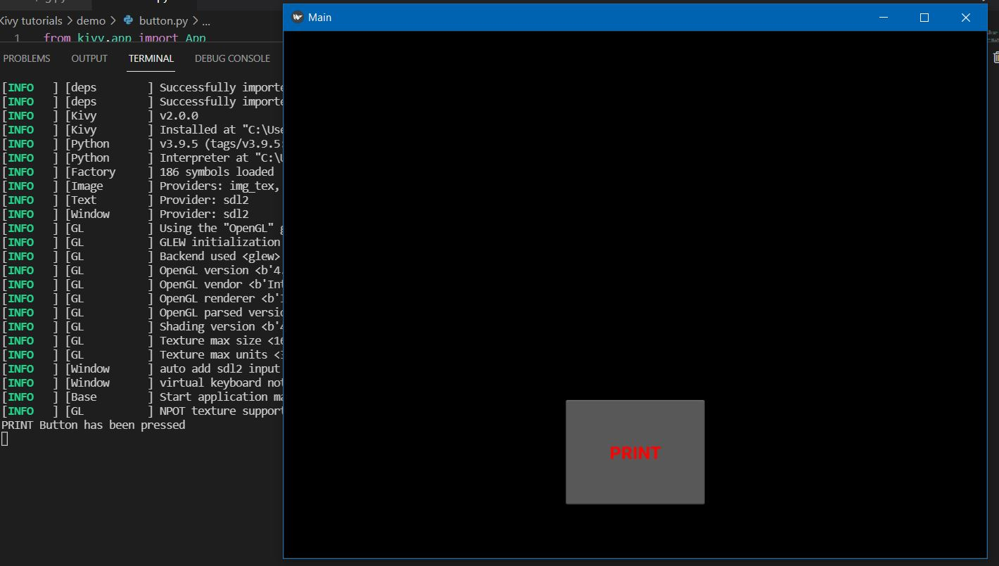 Kivy tutorials > demo > button.py > ...
1 from kivy.app import App
PROBLEMS OUTPUT TERMINAL DEBUG CONSOLE
[INFO ] [deps ] Successfully
[INFO ] [deps ] Successfully
[INFO ] [Kivy ] v2.0.0
[INFO ] [Kivy ] Installed at "C:\
[INFO ] [Python ] v3.9.5 (tags/v3.9.5
[INFO ] [Python ] Interpreter at "C:\
[INFO ] [Factory ] 186 symbols loaded
[INFO ] [Image ] Providers: img_tex,
[INFO ] [Text ] Provider: sdl2
[INFO ] [Window ] Provider: sdl2
[INFO ] [GL ] Using the "OpenGL"
[INFO ] [GL ] GLEW initialization
[INFO ] [GL ] Backend used <glew>
[INFO ] [GL ] OpenGL version <b'4.
[INFO ] [GL ] OpenGL vendor <b'Int
[INFO ] [GL ] OpenGL renderer <b'
[INFO ] [GL ] OpenGL parsed
[INFO ] [GL ] Shading version <b'4
[INFO ] [GL ] Texture max size <16
[INFO ] [GL ] Texture max units <3
[INFO ] [Window ] auto add sdl2 input
[INFO ] [Window ] virtual keyboard not
[INFO ] [Base ] Start application
[INFO ] [GL ] NPOT texture support
PRINT Button has been pressed
Main
PRINT